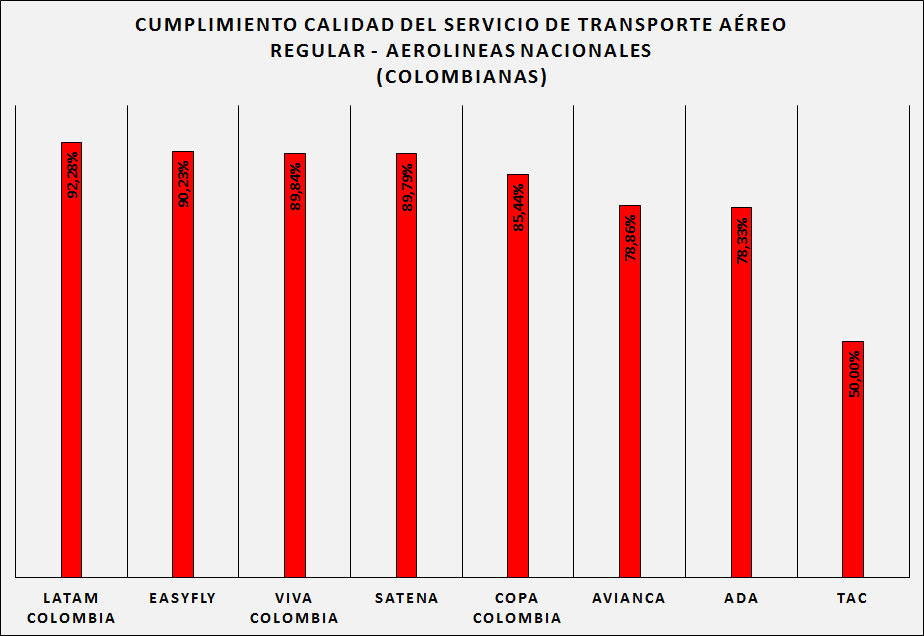 CUMPLIMIENTO CALIDAD DEL SERVICIO DE TRANSPORTE AÉREO
REGULAR - AEROLINEAS NACIONALES
(COLOMBIANAS)
92,28%
90,23%
89,84%
89,79%
85,44%
78,86%
78,33%
50,00%
LATAM
COLOMBIA
EASYFLY
VIVA
COLOMBIA
SATENA
COPA
COLOMBIA
AVIANCA
ADA
TAC